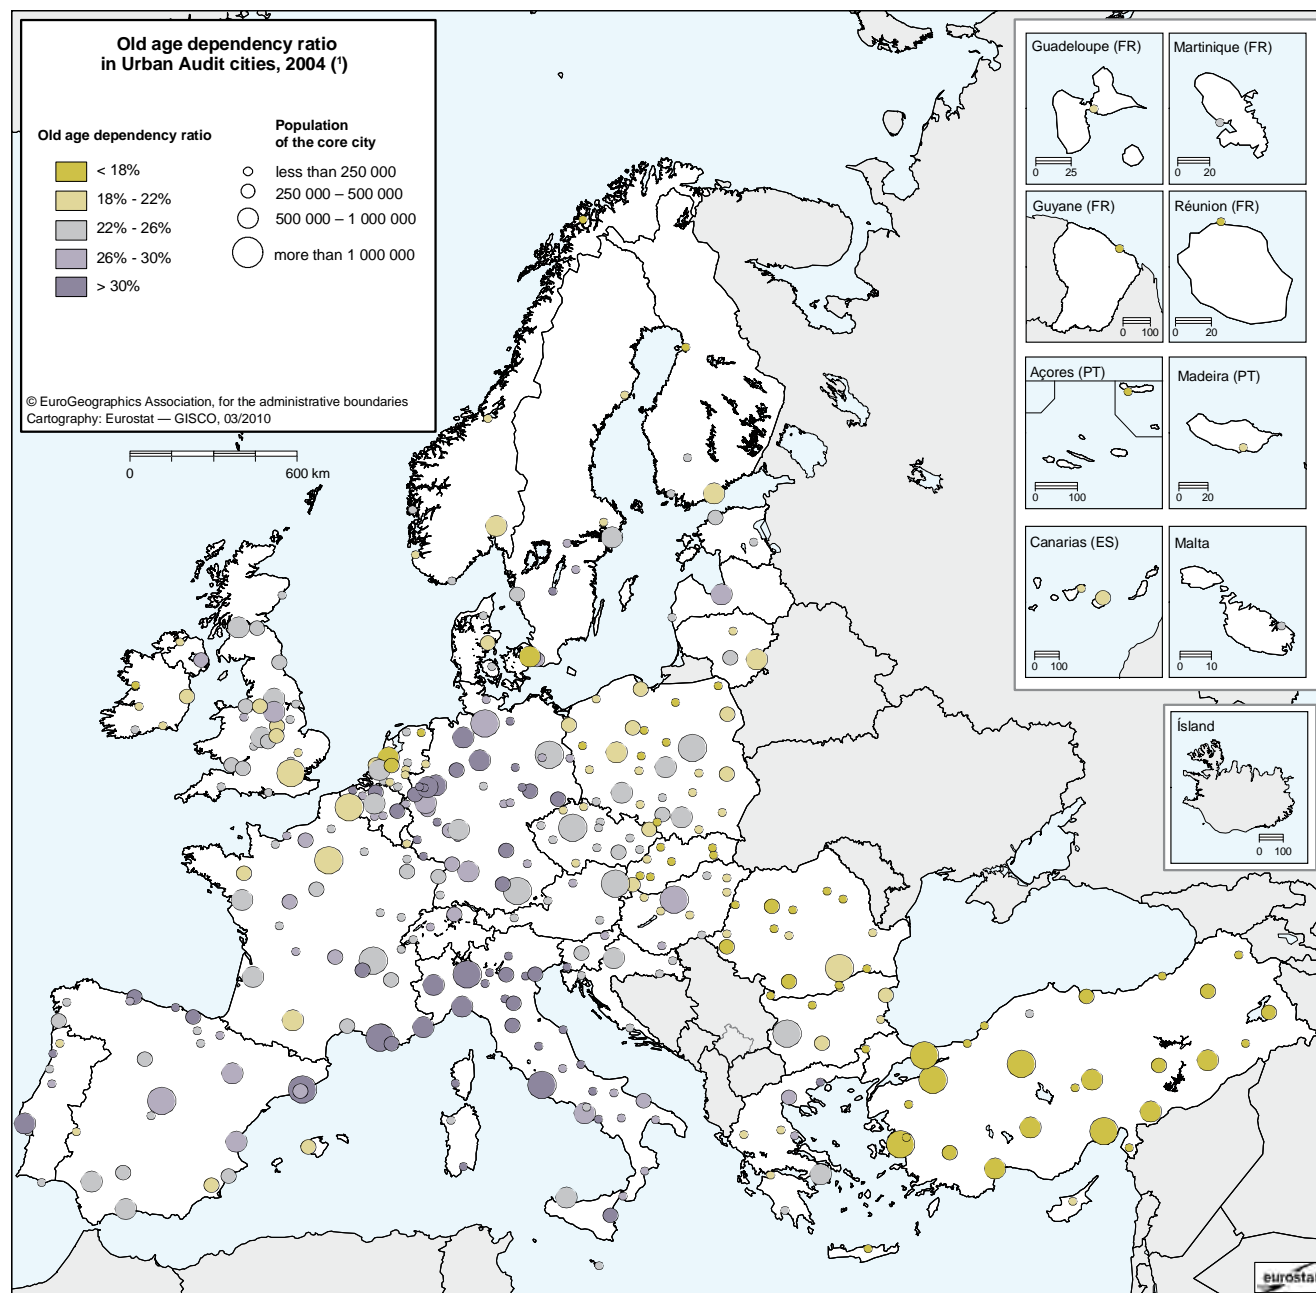 Old age dependency ratio
in Urban Audit cities, 2004 (¹)
Old age dependency ratio
< 18%
18% - 22%
22% - 26%
26% - 30%
> 30%
Population
of the core city
less than 250 000
250 000 – 500 000
500 000 – 1 000 000
more than 1 000 000
© EuroGeographics Association, for the administrative boundaries
Cartography: Eurostat — GISCO, 03/2010
0 600 km
Guadeloupe (FR)
0 25
Martinique (FR)
0 20
Guyane (FR)
0 100
Réunion (FR)
0 20
Açores (PT)
0 100
Madeira (PT)
0 20
Canarias (ES)
0 100
Malta
0 10
Ísland
0 100
eurostat